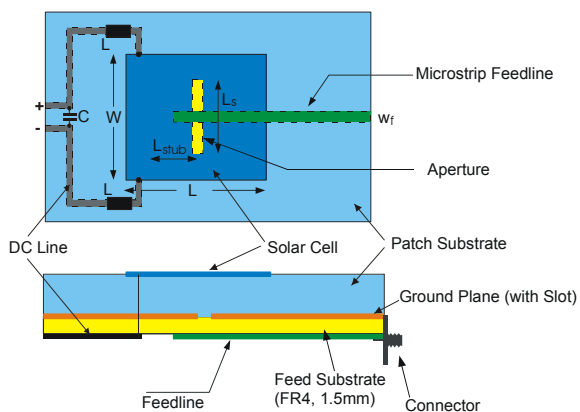 L
+
C
-
W
L
L
Ls
Lstub
Microstrip Feedline
wf
Aperture
DC Line
Solar Cell
Patch Substrate
Ground Plane (with Slot)
Feedline
Feed Substrate
(FR4, 1.5mm)
Connector